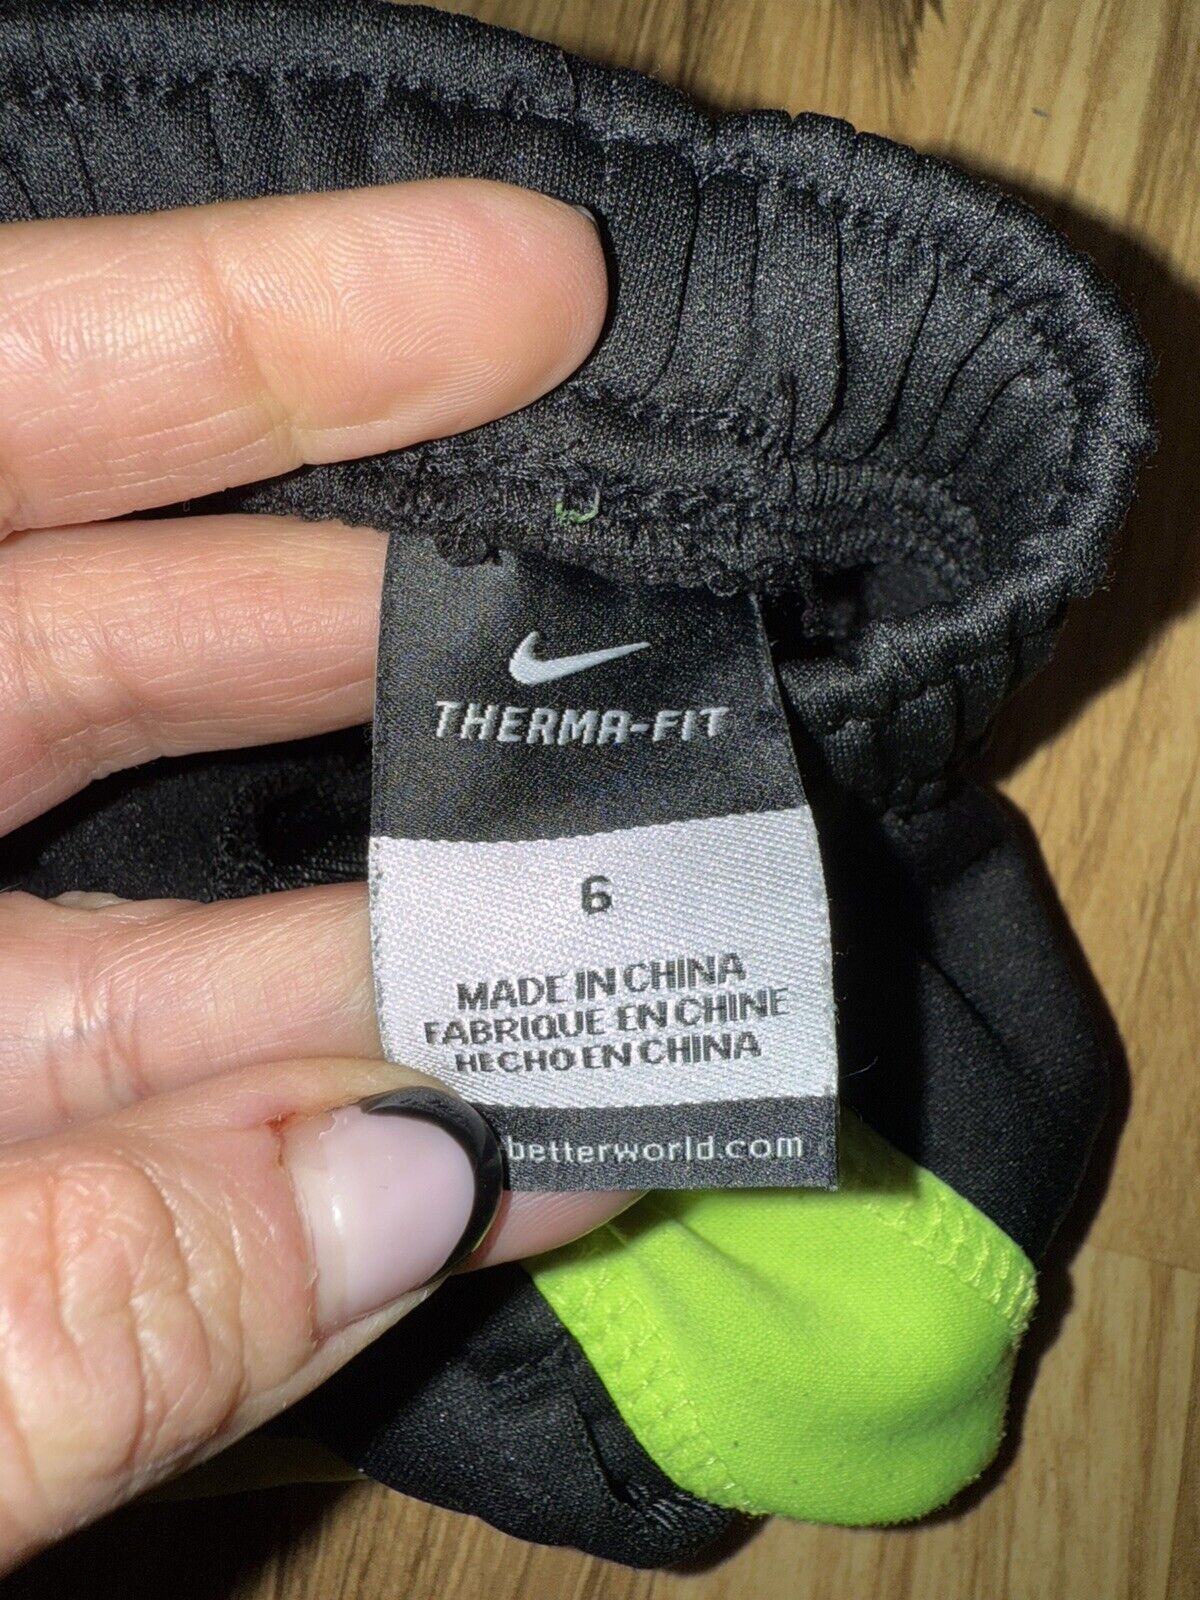 THERMA-FIT
6
MADE IN CHINA
FABRIQUE EN CHINE
HECHO EN CHINA
betterworld.com